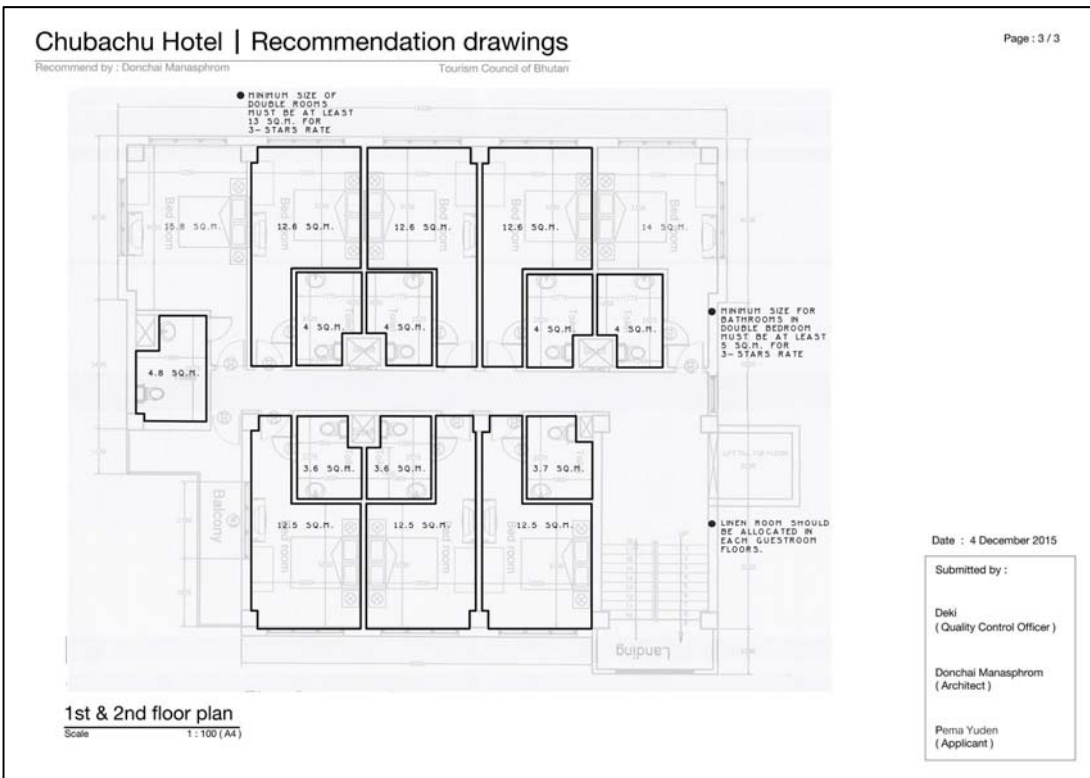 Chubachu Hotel | Recommendation drawings
Page : 3 / 3
Recommend by : Donchai Manasphrom
Tourism Council of Bhutan
● MINIMUM SIZE OF
DOUBLE ROOMS
MUST BE AT LEAST
13 SQ.M. FOR
3- STARS RATE
Bed room
Bed room
Bed room
Bed room
Bed room
15.8 SQ.M.
12.6 SQ.M.
12.6 SQ.M.
12.6 SQ.M.
14 SQ.M.
4 SQ.M.
4 SQ.M.
4 SQ.M.
4 SQ.M.
● MINIMUM SIZE FOR
BATHROOMS IN
DOUBLE BEDROOM
MUST BE AT LEAST
5 SQ.M. FOR
3- STARS RATE
4.8 SQ.M.
3.6 SQ.M.
3.6 SQ.M.
3.7 SQ.M.
Balcony
12.5 SQ.M.
12.5 SQ.M.
12.5 SQ.M.
Bed room
Bed room
Bed room
● LINEN ROOM SHOULD
BE ALLOCATED IN
EACH GUESTROOM
FLOORS.
Landing
Date : 4 December 2015
Submitted by :
Deki
( Quality Control Officer )
Donchai Manasphrom
( Architect )
Pema Yuden
( Applicant )
1st & 2nd floor plan
Scale
1 : 100 ( A4 )